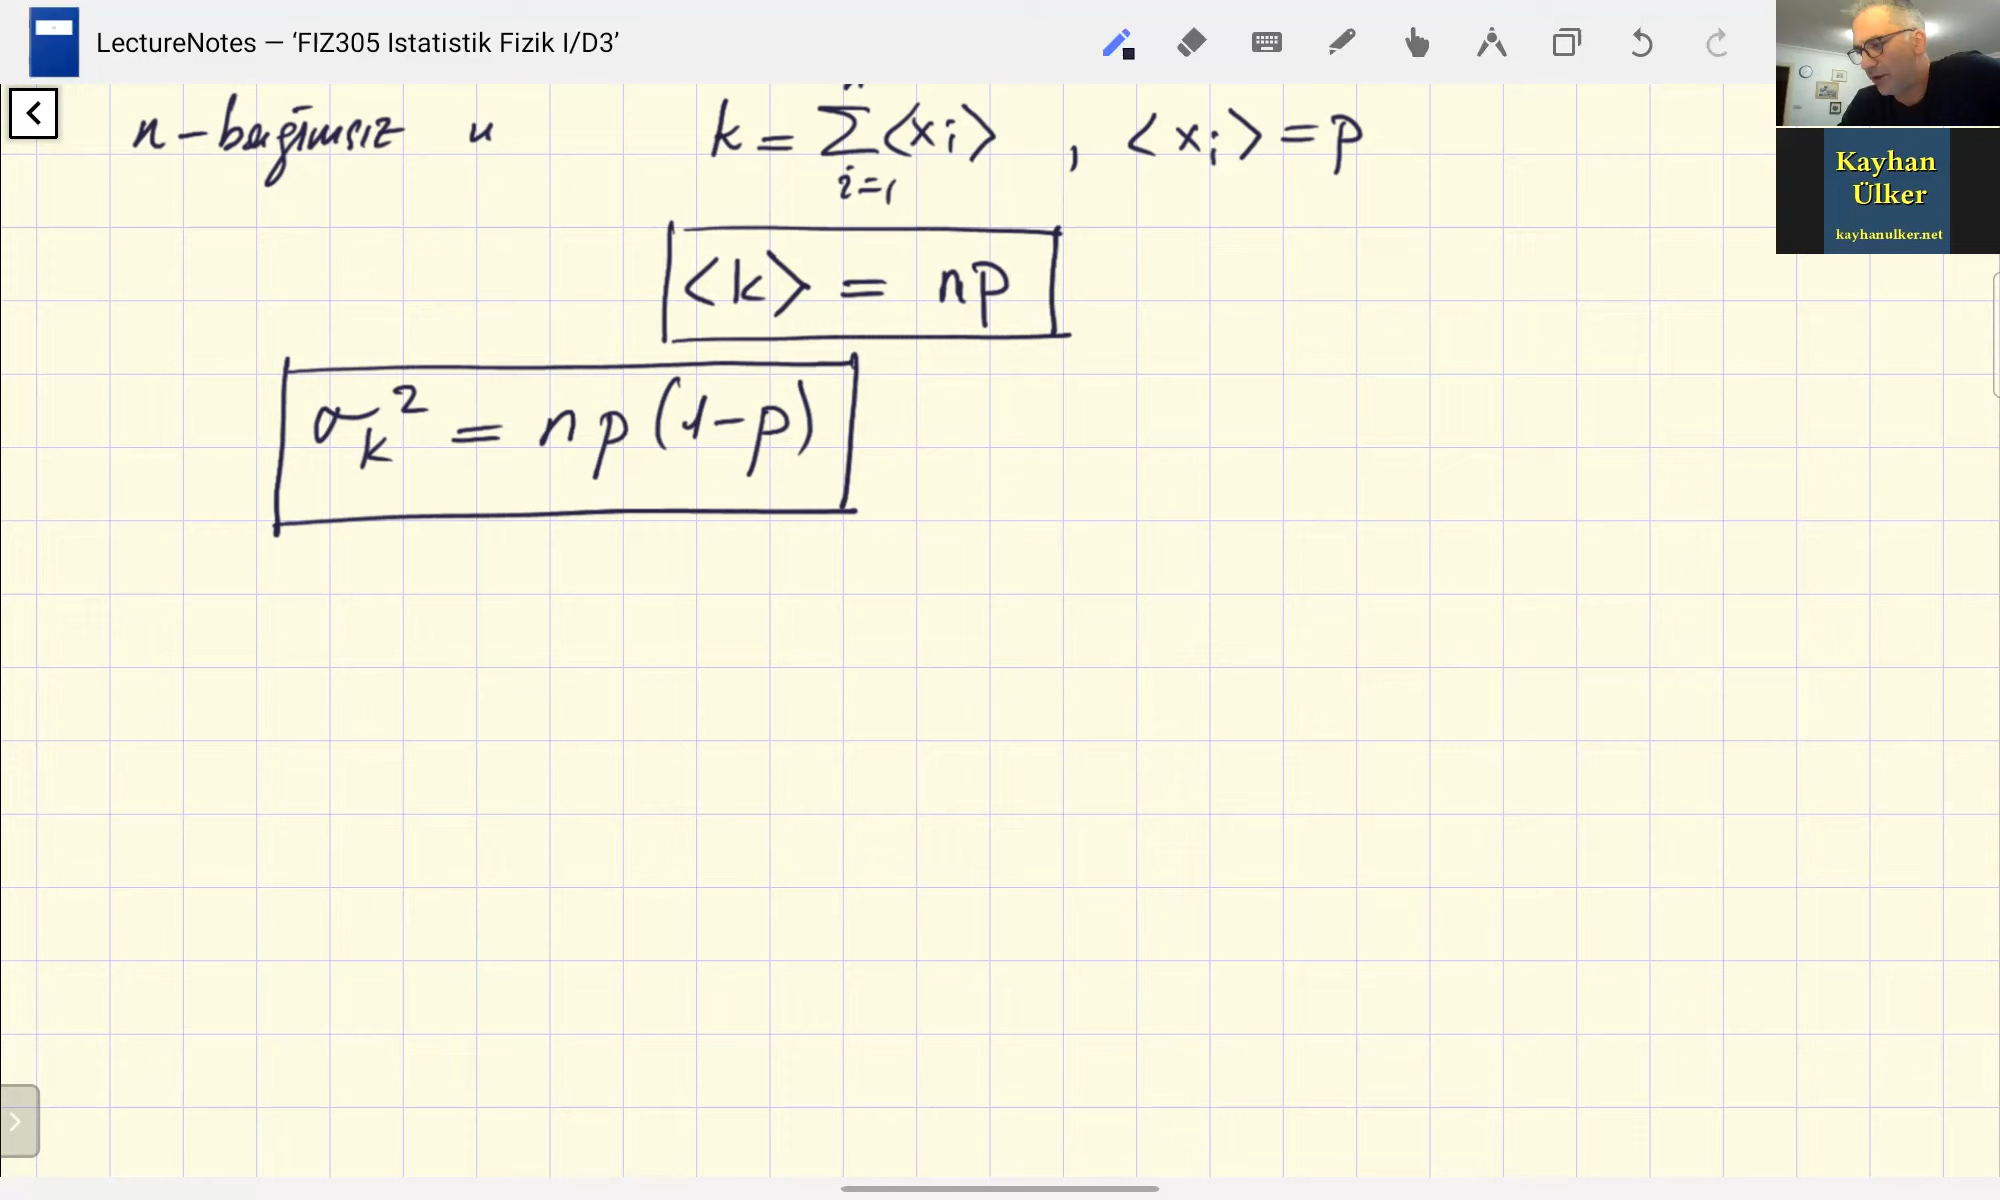 LectureNotes — ‘FIZ305 Istatistik Fizik I/D3’
Kayhan
Ülker
kayhanulker.net
n-bağımsız u k = Σ ⟨xi⟩ , ⟨xi⟩ = p
i=1
⟨k⟩ = np
σk² = np(1-p)